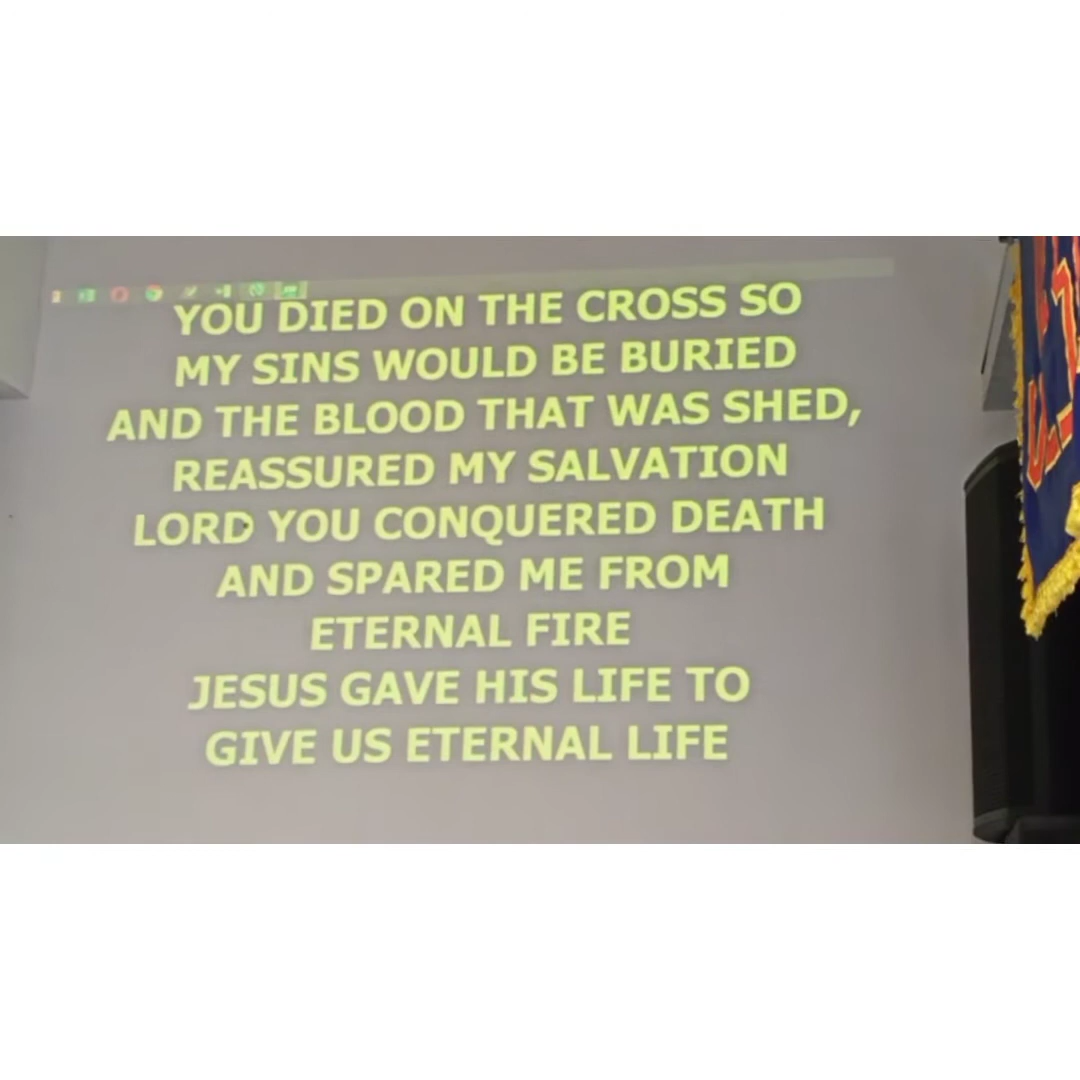 YOU DIED ON THE CROSS SO
MY SINS WOULD BE BURIED
AND THE BLOOD THAT WAS SHED,
REASSURED MY SALVATION
LORD YOU CONQUERED DEATH
AND SPARED ME FROM
ETERNAL FIRE
JESUS GAVE HIS LIFE TO
GIVE US ETERNAL LIFE